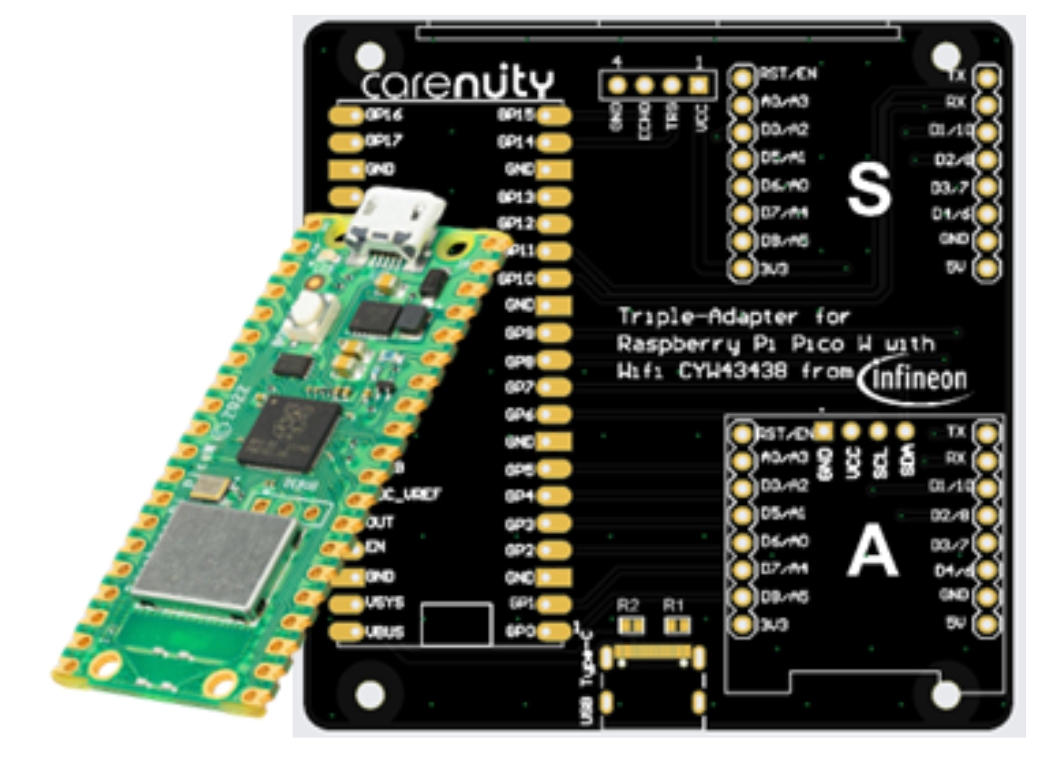 carenuity
GP16
GP17
GND
GP15
GP14
GND
GP13
GP12
GP11
GP10
GND
GP9
GP8
GP7
GP6
GND
GP5
GP4
GP3
GP2
GND
GP1
GP0
OUT
EN
GND
VSYS
VBUS
4 1
GND
ECHO
TRG
VCC
RST/EN TX
A0/A3 RX
D0/A2 D1/10
D5/A1 D2/8
D6/A0 D3/7
D7/A4 D4/6
D8/A5 GND
3V3 5V
S
Triple-Adapter for
Raspberry Pi Pico W with
Wifi CYW43438 from
infineon
RST/EN TX
A0/A3 RX
D0/A2 D1/10
D5/A1 D2/8
D6/A0 D3/7
D7/A4 D4/6
D8/A5 GND
3V3 5V
GND
VCC
SCL
SDA
A
R2 R1
1
USB Type-C
2022